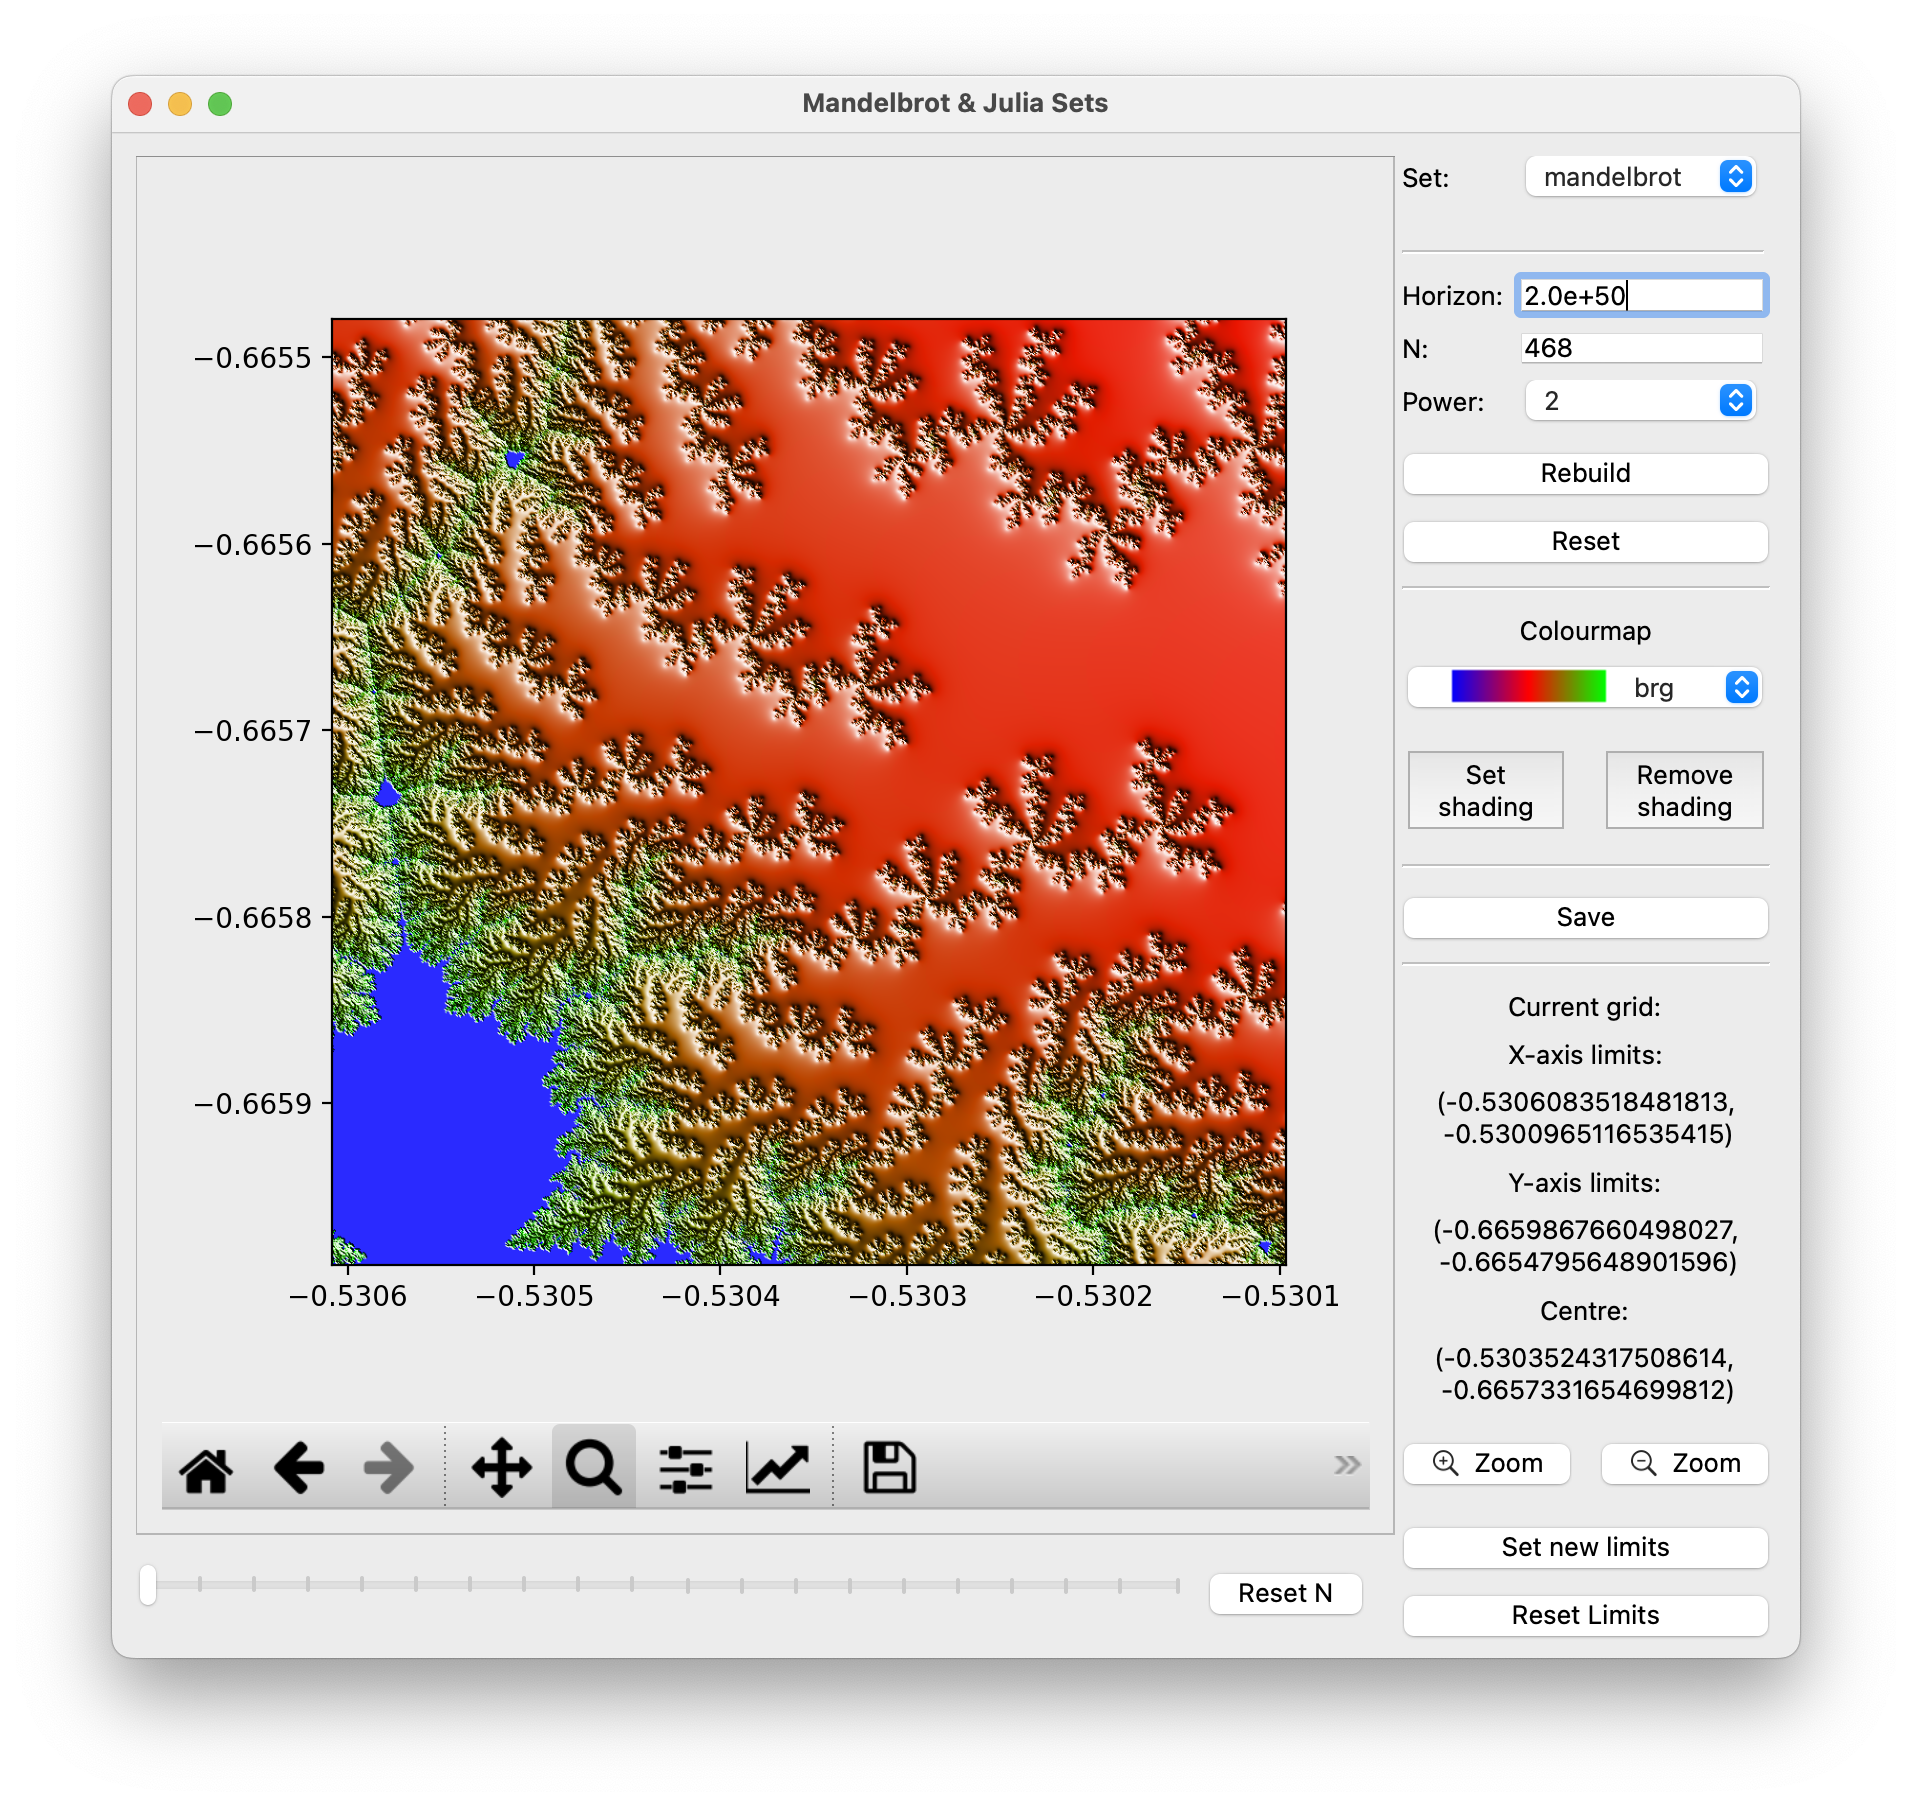 Mandelbrot & Julia Sets
Set: mandelbrot
Horizon: 2.0e+50
N: 468
Power: 2
Rebuild
Reset
Colourmap
brg
Set
shading
Remove
shading
Save
Current grid:
X-axis limits:
(-0.5306083518481813,
-0.5300965116535415)
Y-axis limits:
(-0.6659867660498027,
-0.6654795648901596)
Centre:
(-0.5303524317508614,
-0.6657331654699812)
Zoom Zoom
Set new limits
Reset Limits
−0.6655
−0.6656
−0.6657
−0.6658
−0.6659
−0.5306 −0.5305 −0.5304 −0.5303 −0.5302 −0.5301
Reset N